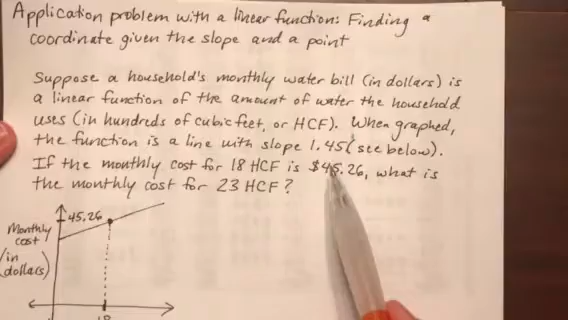 Application problem with a linear function: Finding a
coordinate given the slope and a point
Suppose a household's monthly water bill (in dollars) is
a linear function of the amount of water the household
uses (in hundreds of cubic feet, or HCF). When graphed,
the function is a line with slope 1.45 (see below).
If the monthly cost for 18 HCF is $45.26, what is
the monthly cost for 23 HCF?
45.26
Monthly
cost
(in
dollars)
18